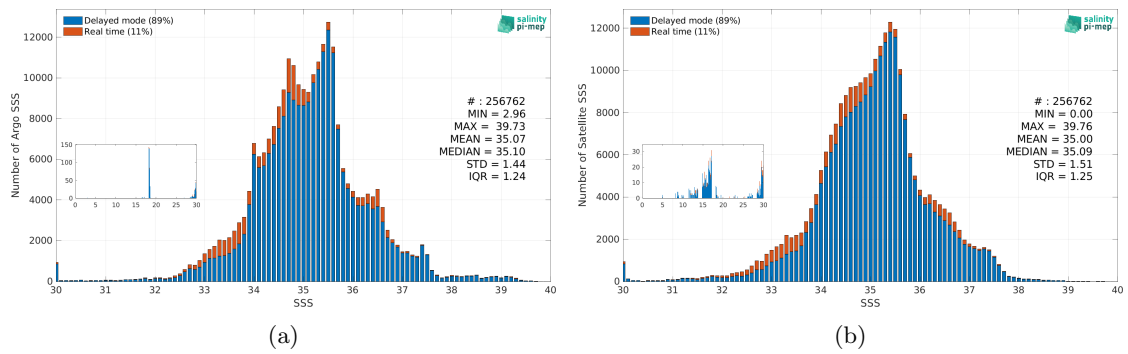 Delayed mode (89%)
Real time (11%)
salinity
pi-mep
Number of Argo SSS
12000
10000
8000
6000
4000
2000
0
# : 256762
MIN = 2.96
MAX = 39.73
MEAN = 35.07
MEDIAN = 35.10
STD = 1.44
IQR = 1.24
150
100
50
0
0 5 10 15 20 25 30
30 31 32 33 34 35 36 37 38 39 40
SSS
(a)
Delayed mode (89%)
Real time (11%)
salinity
pi-mep
Number of Satellite SSS
12000
10000
8000
6000
4000
2000
0
# : 256762
MIN = 0.00
MAX = 39.76
MEAN = 35.00
MEDIAN = 35.09
STD = 1.51
IQR = 1.25
30
20
10
0
0 5 10 15 20 25 30
30 31 32 33 34 35 36 37 38 39 40
SSS
(b)